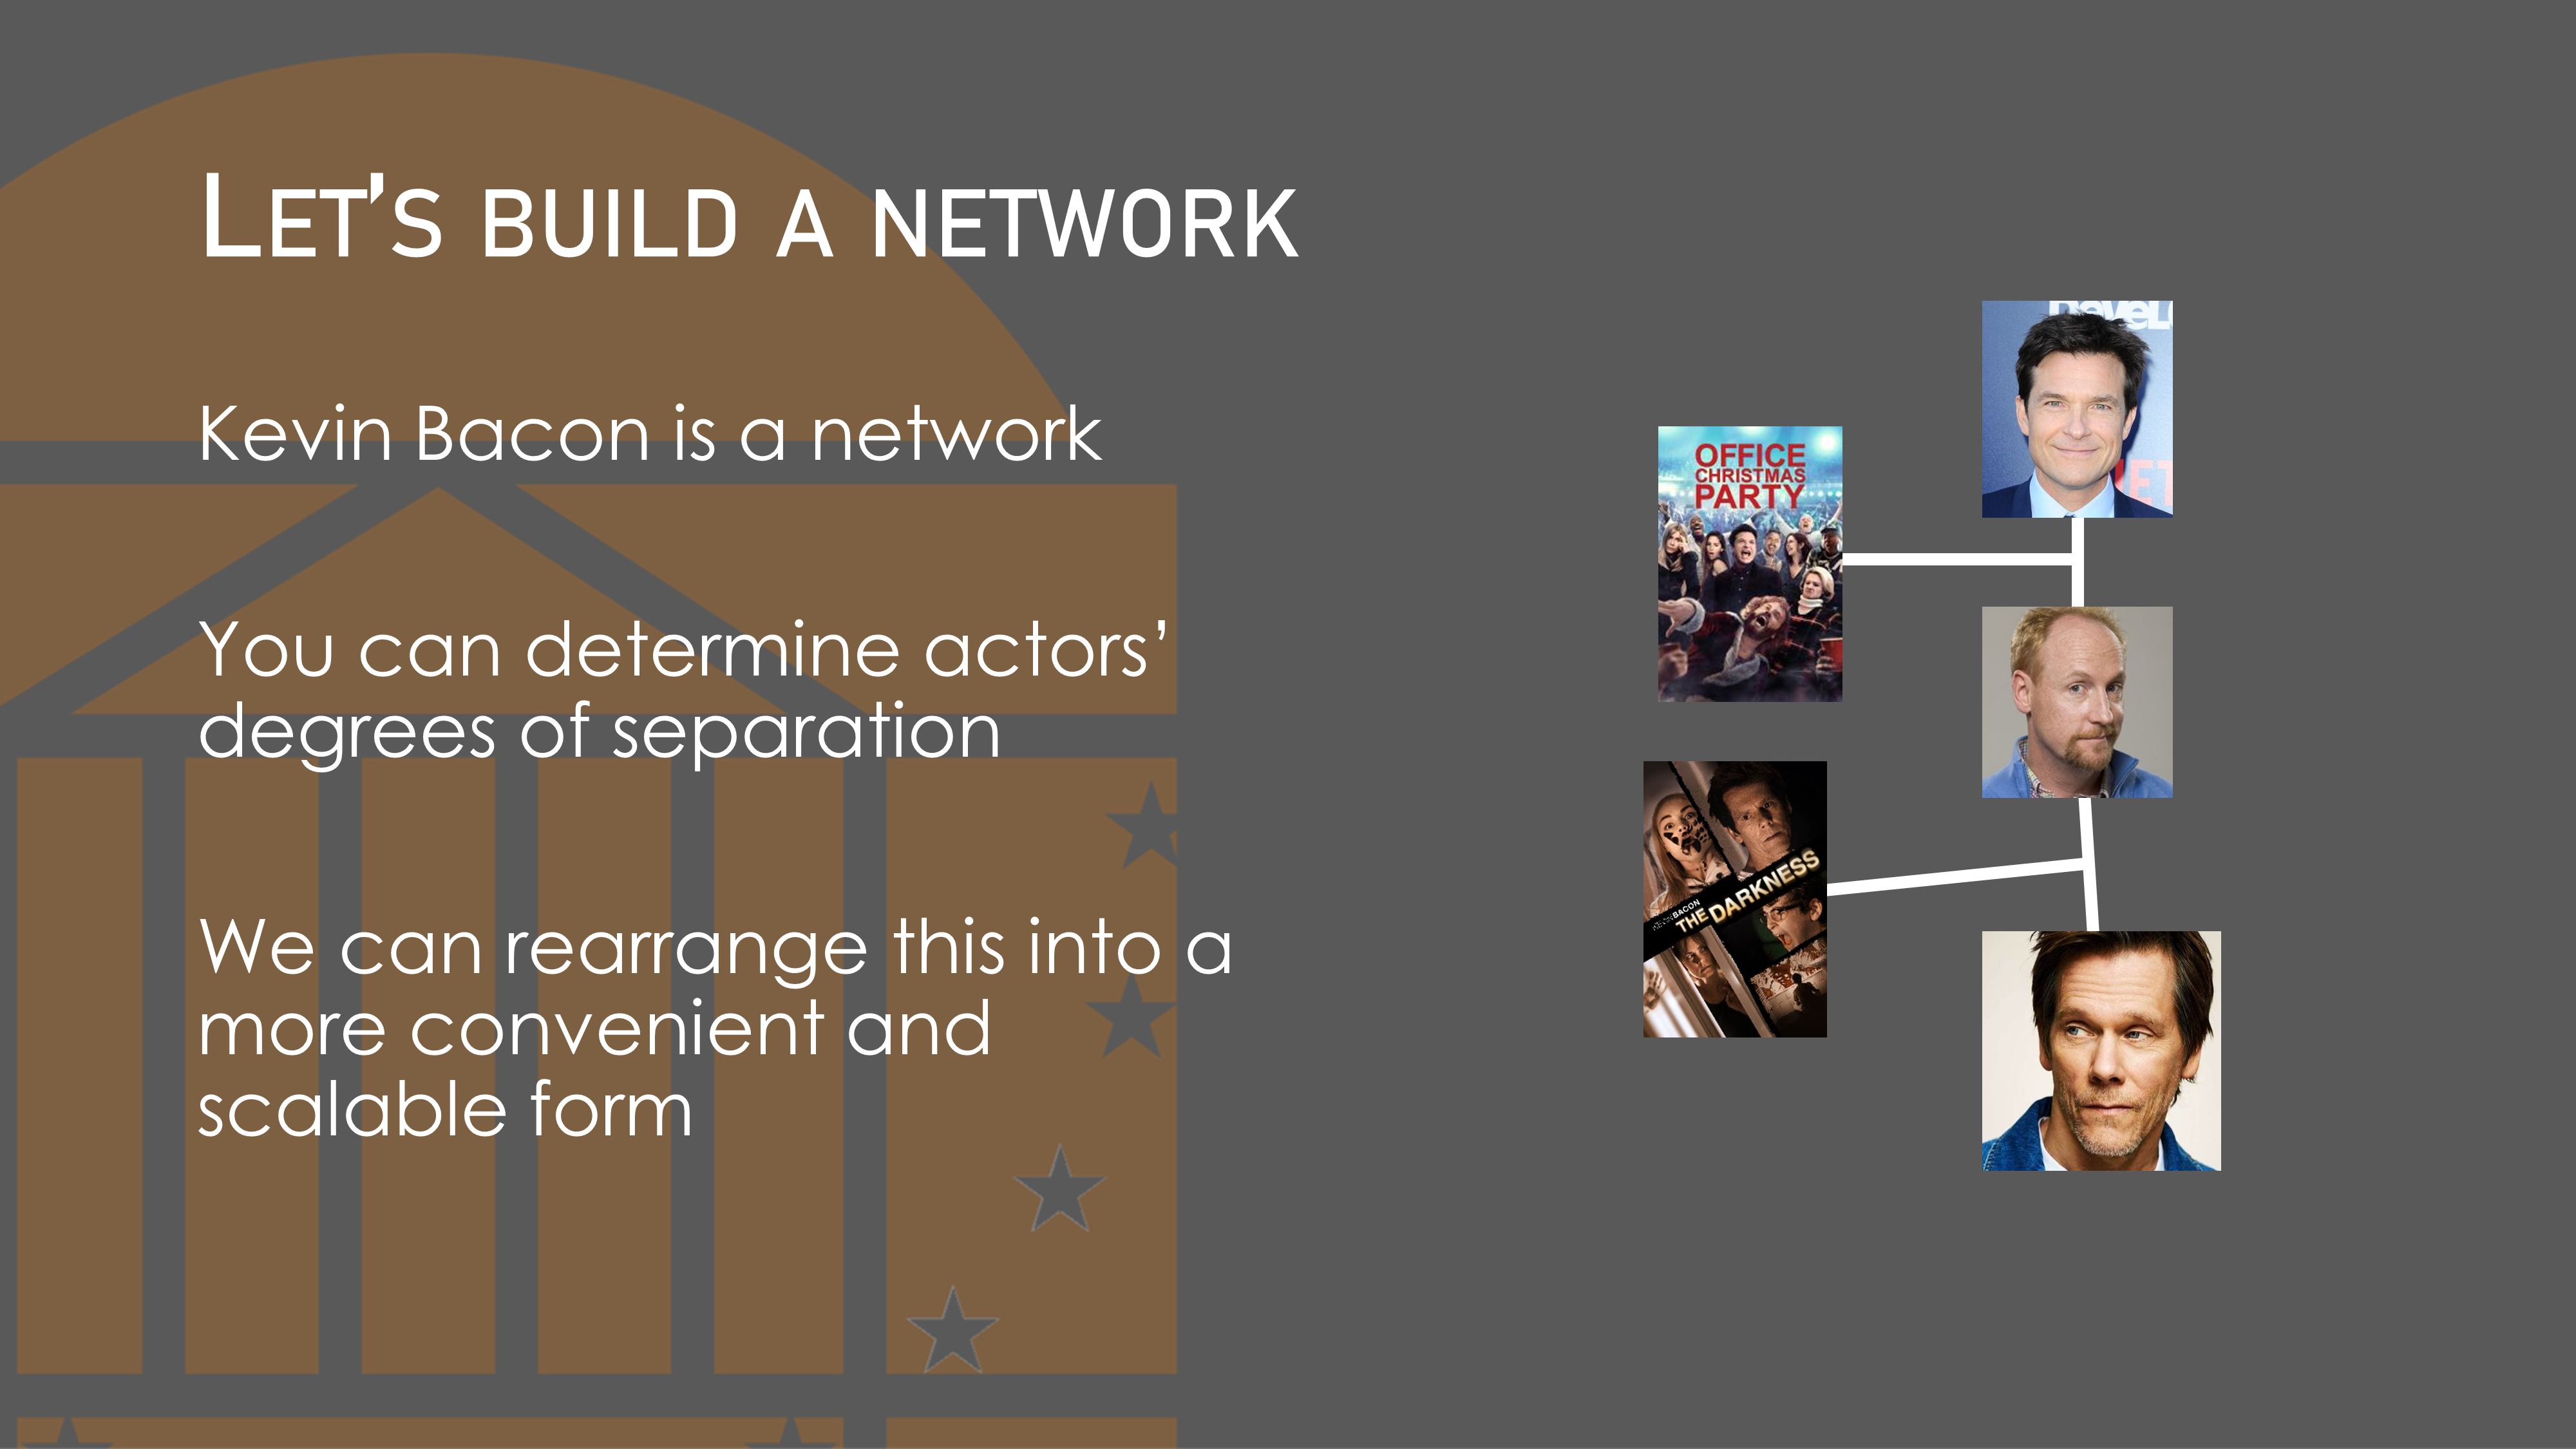 Let’s build a network
Kevin Bacon is a network
You can determine actors’
degrees of separation
We can rearrange this into a
more convenient and
scalable form
OFFICE
CHRISTMAS
PARTY
KEVIN BACON
THE DARKNESS